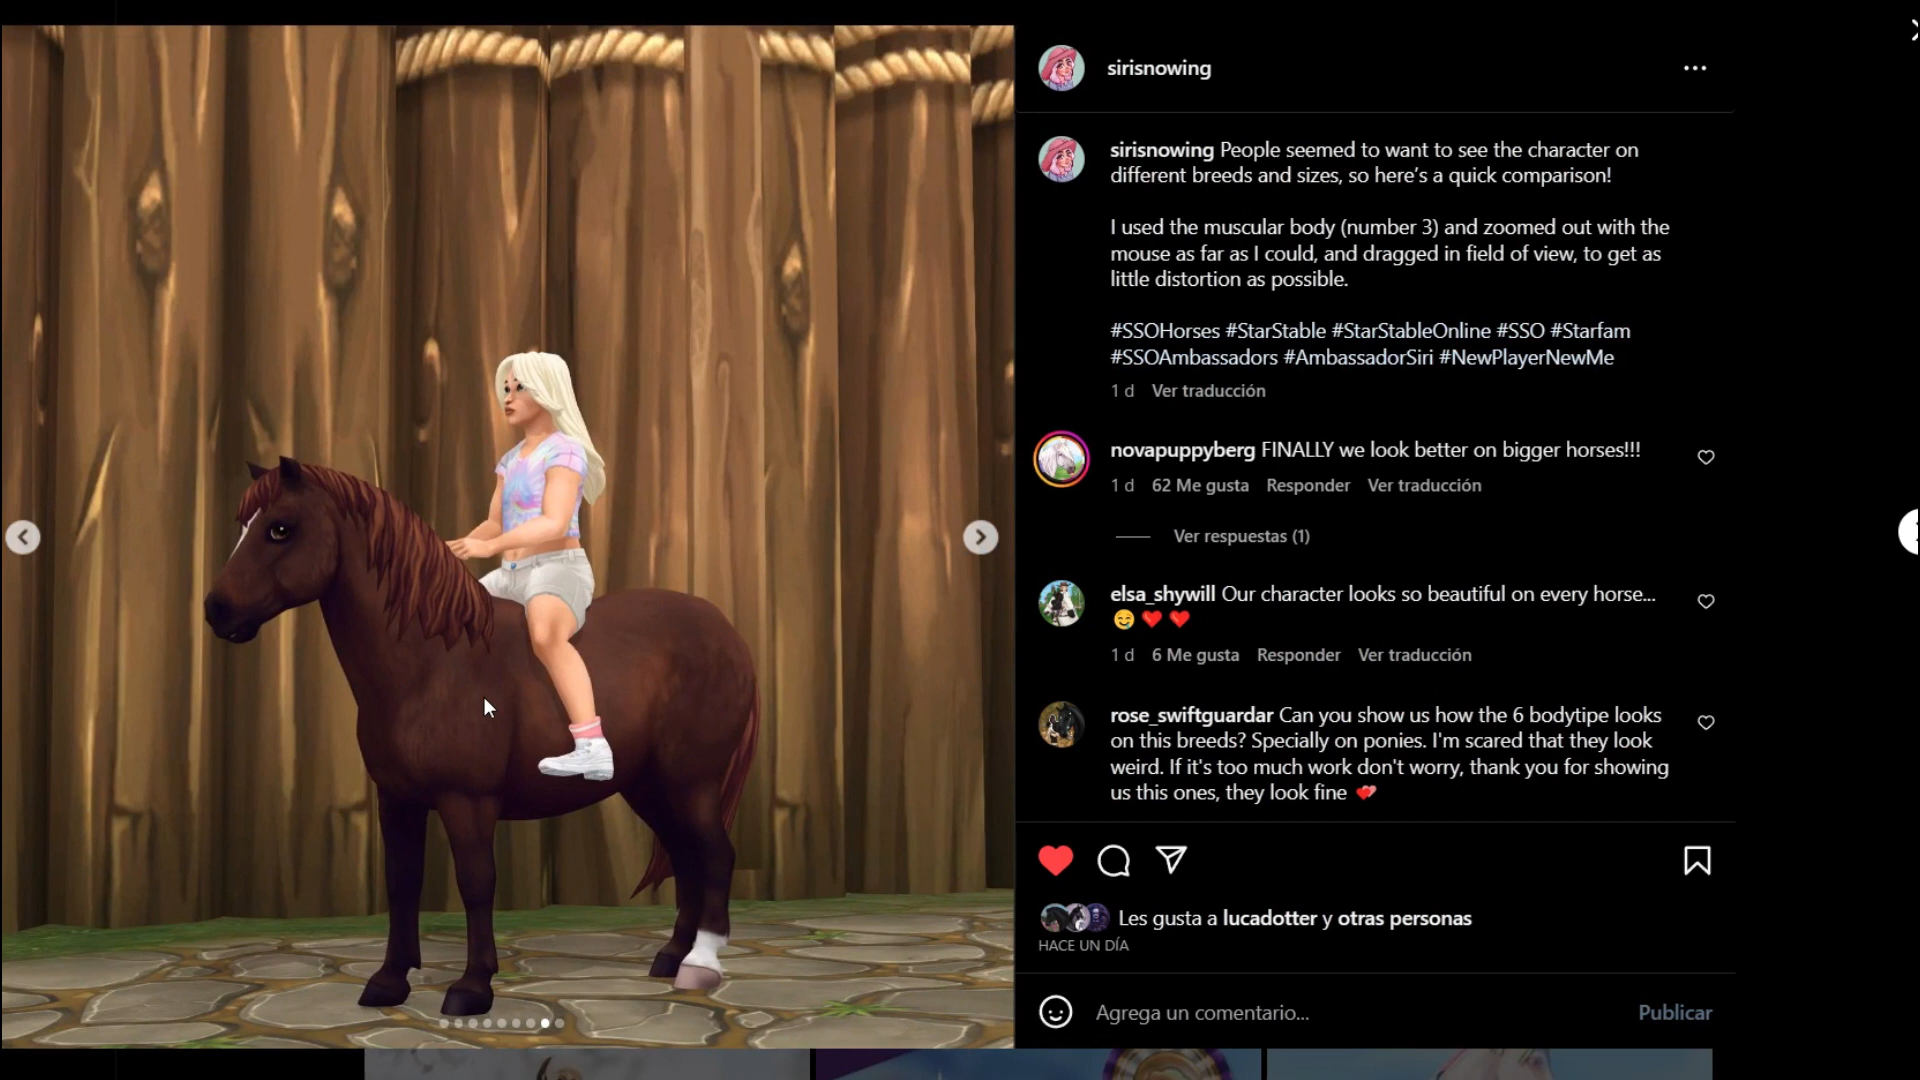 sirisnowing
sirisnowing People seemed to want to see the character on
different breeds and sizes, so here's a quick comparison!
I used the muscular body (number 3) and zoomed out with the
mouse as far as I could, and dragged in field of view, to get as
little distortion as possible.
#SSOHorses #StarStable #StarStableOnline #SSO #Starfam
#SSOAmbassadors #AmbassadorSiri #NewPlayerNewMe
1 d Ver traducción
novapuppyberg FINALLY we look better on bigger horses!!!
1 d 62 Me gusta Responder Ver traducción
Ver respuestas (1)
elsa_shywill Our character looks so beautiful on every horse...
🥲 ❤️ ❤️
1 d 6 Me gusta Responder Ver traducción
rose_swiftguardar Can you show us how the 6 bodytipe looks
on this breeds? Specially on ponies. I'm scared that they look
weird. If it's too much work don't worry, thank you for showing
us this ones, they look fine 💕
Les gusta a lucadotter y otras personas
HACE UN DÍA
Agrega un comentario... Publicar